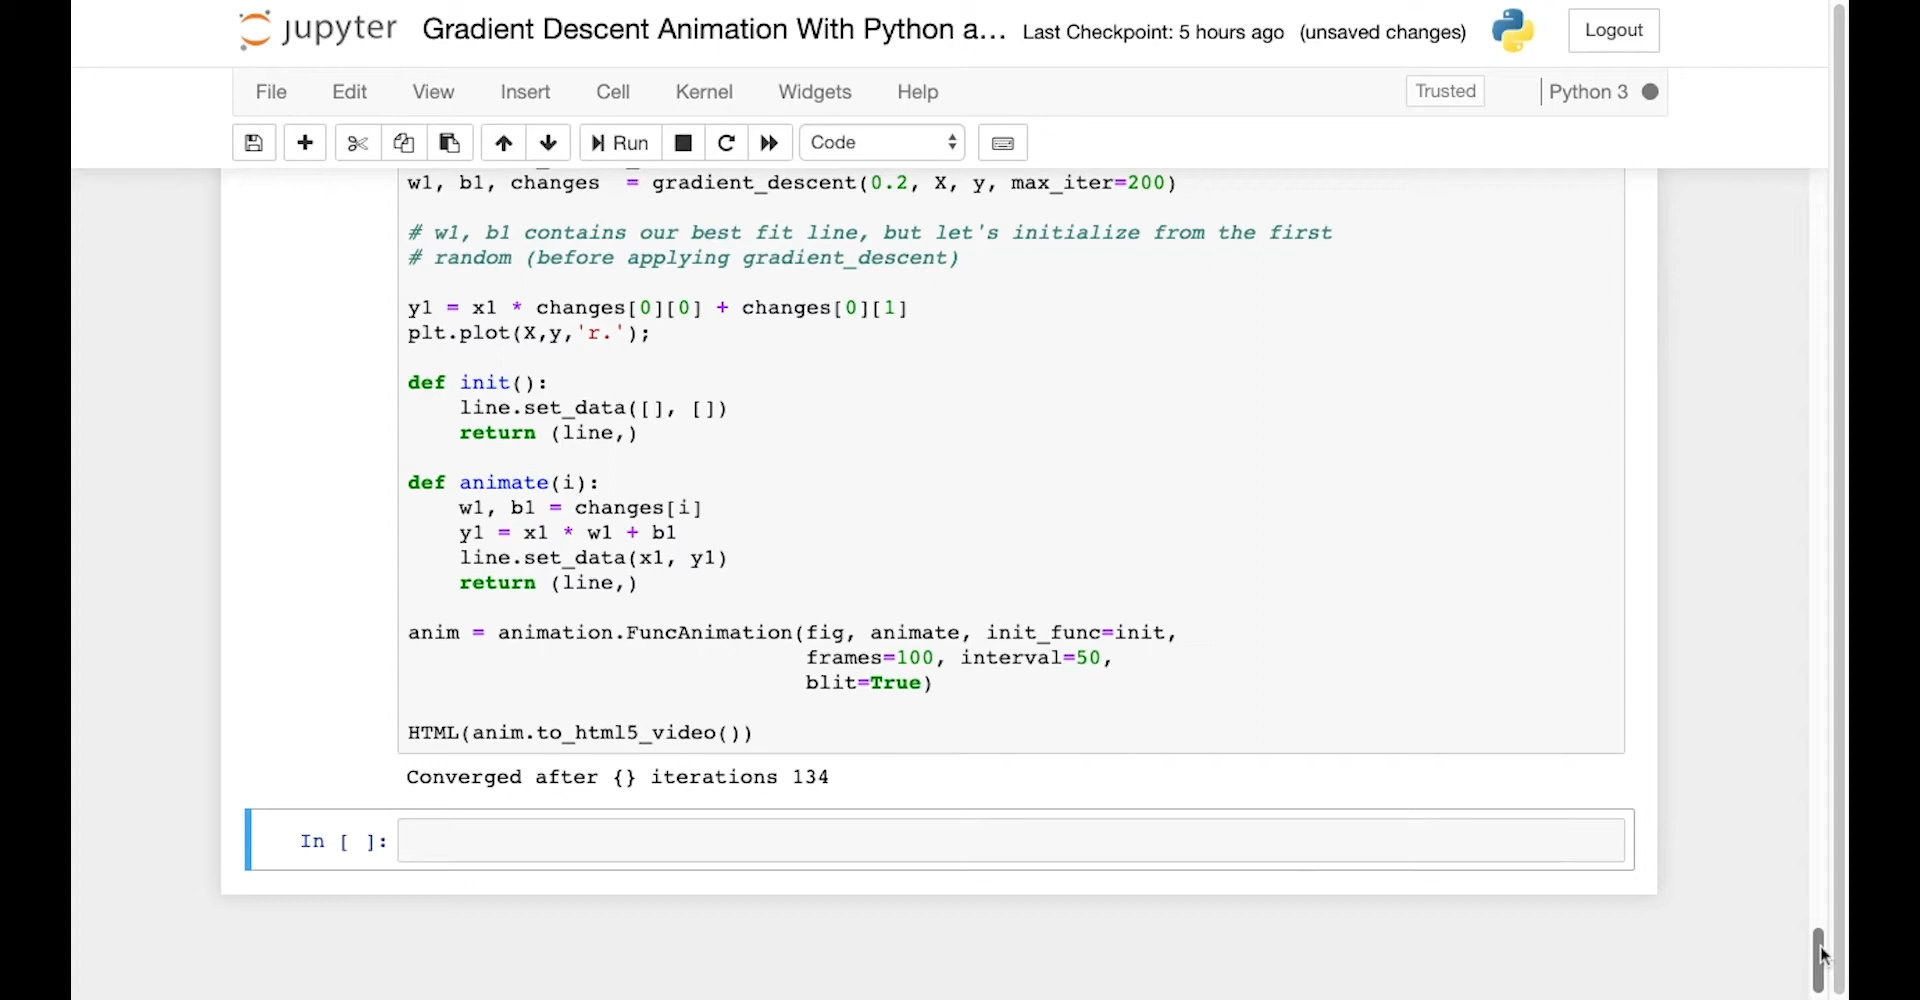 jupyter Gradient Descent Animation With Python a... Last Checkpoint: 5 hours ago (unsaved changes) Logout
File Edit View Insert Cell Kernel Widgets Help Trusted Python 3
Run Code
w1, b1, changes  = gradient_descent(0.2, X, y, max_iter=200)
# w1, b1 contains our best fit line, but let's initialize from the first
# random (before applying gradient_descent)
y1 = x1 * changes[0][0] + changes[0][1]
plt.plot(X,y,'r.');
def init():
    line.set_data([], [])
    return (line,)
def animate(i):
    w1, b1 = changes[i]
    y1 = x1 * w1 + b1
    line.set_data(x1, y1)
    return (line,)
anim = animation.FuncAnimation(fig, animate, init_func=init,
                               frames=100, interval=50,
                               blit=True)
HTML(anim.to_html5_video())
Converged after {} iterations 134
In [ ]: